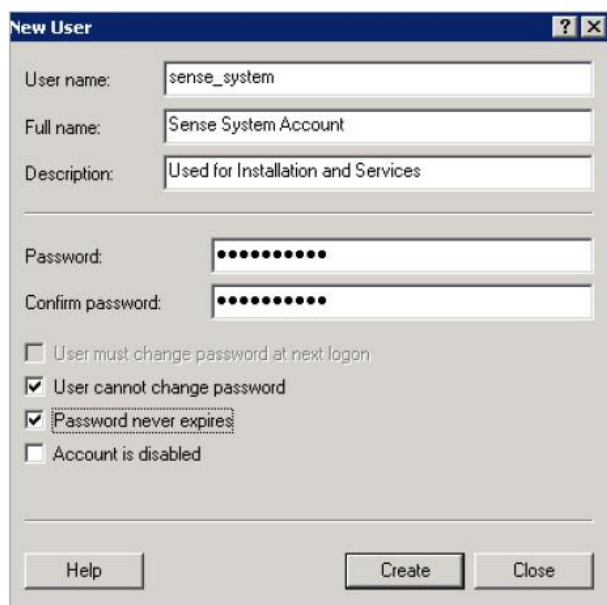 New User
User name: sense_system
Full name: Sense System Account
Description: Used for Installation and Services
Password: ••••••••••
Confirm password: ••••••••••
User must change password at next logon
User cannot change password
Password never expires
Account is disabled
Help Create Close